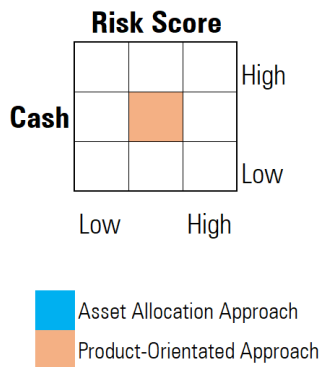 Risk Score
High
Cash
Low
Low High
Asset Allocation Approach
Product-Orientated Approach